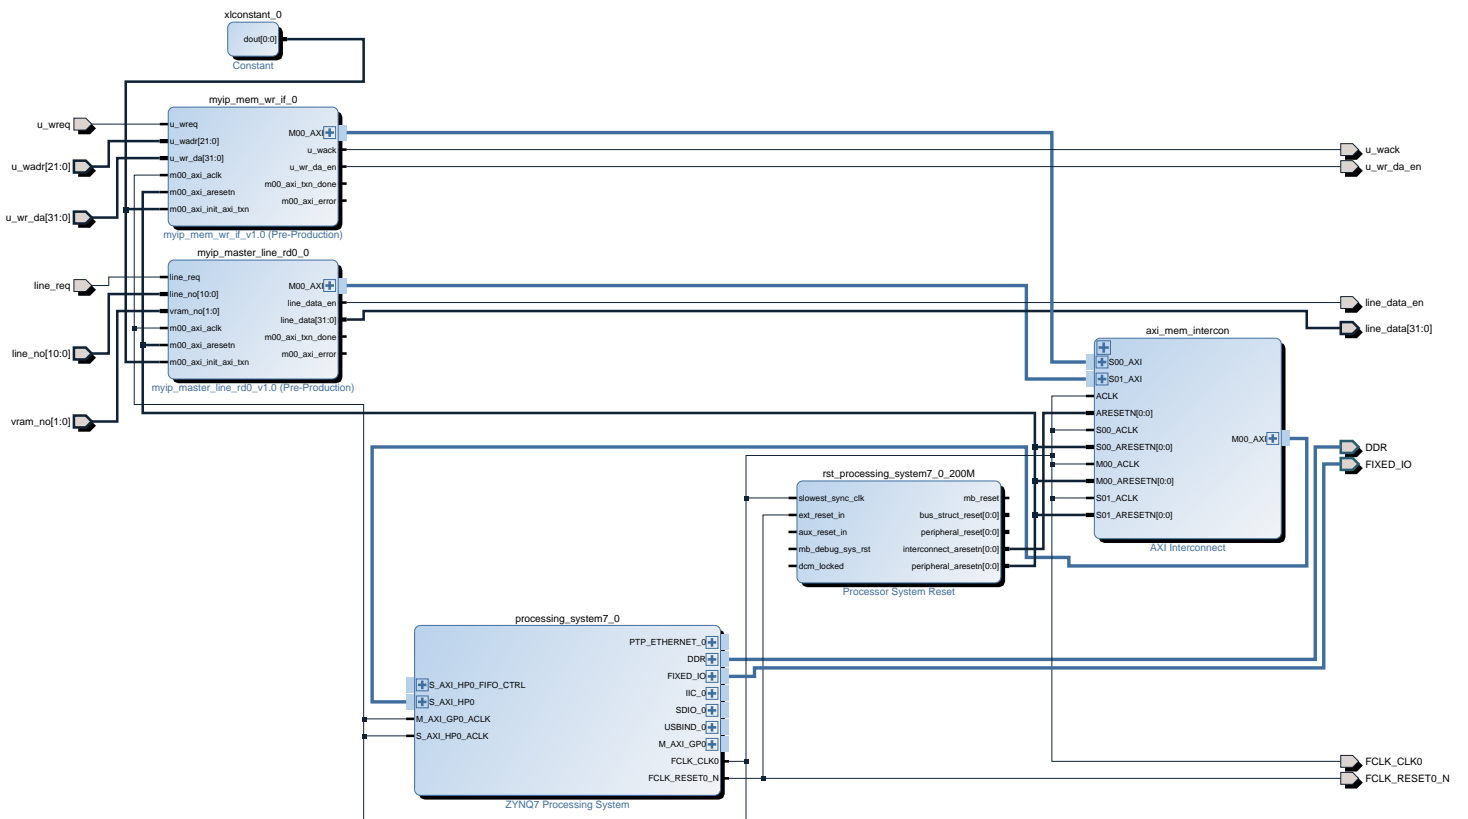 xlconstant_0
dout[0:0]
Constant
myip_mem_wr_if_0
u_wreq
u_wadr[21:0]
u_wr_da[31:0]
u_wreq
u_wadr[21:0]
u_wr_da[31:0]
m00_axi_aclk
m00_axi_aresetn
m00_axi_init_axi_txn
M00_AXI
u_wack
u_wr_da_en
m00_axi_txn_done
m00_axi_error
myip_mem_wr_if_v1.0 (Pre-Production)
u_wack
u_wr_da_en
myip_master_line_rd0_0
line_req
line_no[10:0]
vram_no[1:0]
line_req
line_no[10:0]
vram_no[1:0]
m00_axi_aclk
m00_axi_aresetn
m00_axi_init_axi_txn
M00_AXI
line_data_en
line_data[31:0]
m00_axi_txn_done
m00_axi_error
myip_master_line_rd0_v1.0 (Pre-Production)
line_data_en
line_data[31:0]
axi_mem_intercon
S00_AXI
S01_AXI
ACLK
ARESETN[0:0]
S00_ACLK
S00_ARESETN[0:0]
M00_ACLK
M00_ARESETN[0:0]
S01_ACLK
S01_ARESETN[0:0]
M00_AXI
AXI Interconnect
DDR
FIXED_IO
rst_processing_system7_0_200M
slowest_sync_clk
ext_reset_in
aux_reset_in
mb_debug_sys_rst
dcm_locked
mb_reset
bus_struct_reset[0:0]
peripheral_reset[0:0]
interconnect_aresetn[0:0]
peripheral_aresetn[0:0]
Processor System Reset
processing_system7_0
S_AXI_HP0_FIFO_CTRL
S_AXI_HP0
M_AXI_GP0_ACLK
S_AXI_HP0_ACLK
PTP_ETHERNET_0
DDR
FIXED_IO
IIC_0
SDIO_0
USBIND_0
M_AXI_GP0
FCLK_CLK0
FCLK_RESET0_N
ZYNQ7 Processing System
FCLK_CLK0
FCLK_RESET0_N